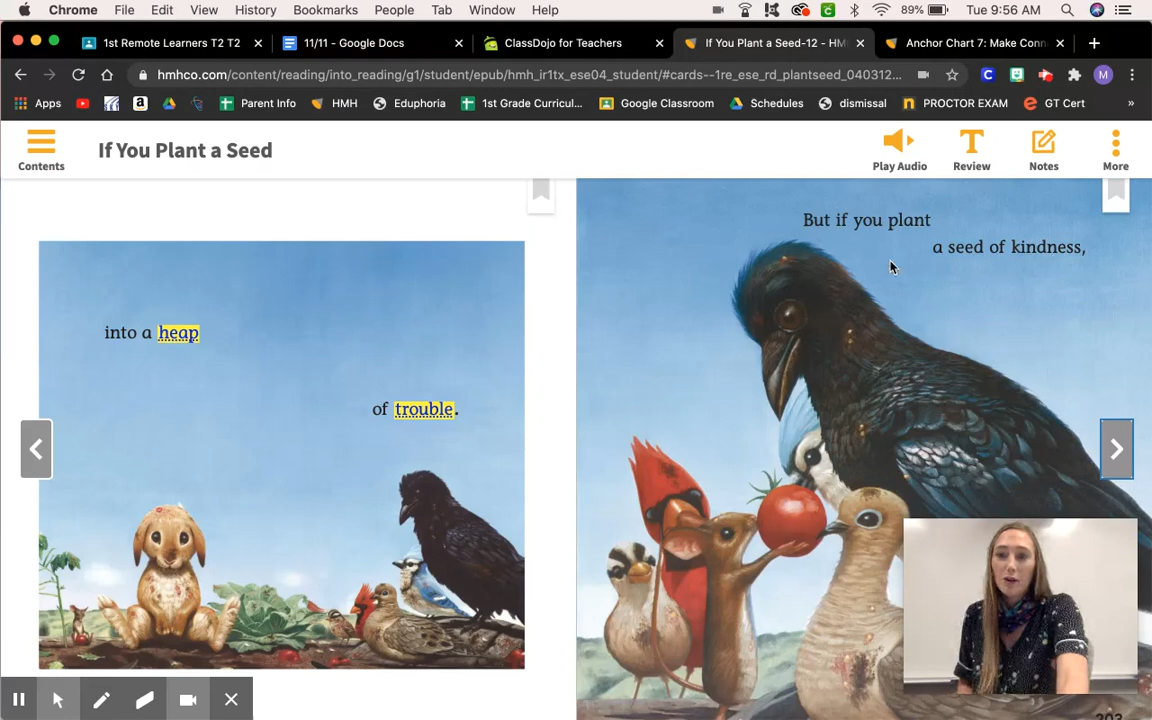 Chrome File Edit View History Bookmarks People Tab Window Help 89% Tue 9:56 AM
1st Remote Learners T2 T2 11/11 - Google Docs ClassDojo for Teachers If You Plant a Seed-12 - HM Anchor Chart 7: Make Conn
hmhco.com/content/reading/into_reading/g1/student/epub/hmh_ir1tx_ese04_student/#cards--1re_ese_rd_plantseed_040312... M
Apps Parent Info HMH Eduphoria 1st Grade Curricul... Google Classroom Schedules dismissal PROCTOR EXAM GT Cert »
If You Plant a Seed
Contents Play Audio Review Notes More
into a heap
of trouble.
But if you plant
a seed of kindness,
203